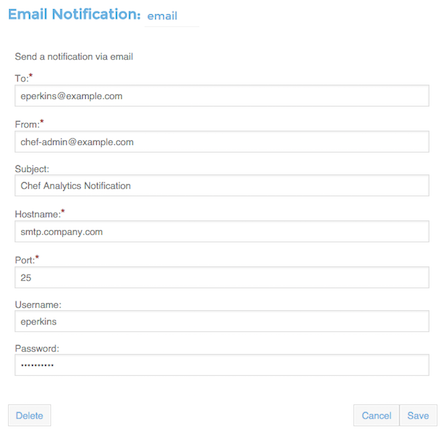 Email Notification: email
Send a notification via email
To:*
eperkins@example.com
From:*
chef-admin@example.com
Subject:
Chef Analytics Notification
Hostname:*
smtp.company.com
Port:*
25
Username:
eperkins
Password:
••••••••••
Delete Cancel Save